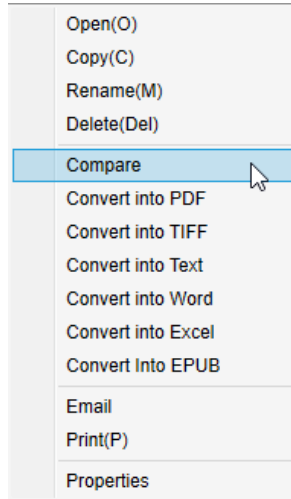 Open(O)
Copy(C)
Rename(M)
Delete(Del)
Compare
Convert into PDF
Convert into TIFF
Convert into Text
Convert into Word
Convert into Excel
Convert Into EPUB
Email
Print(P)
Properties